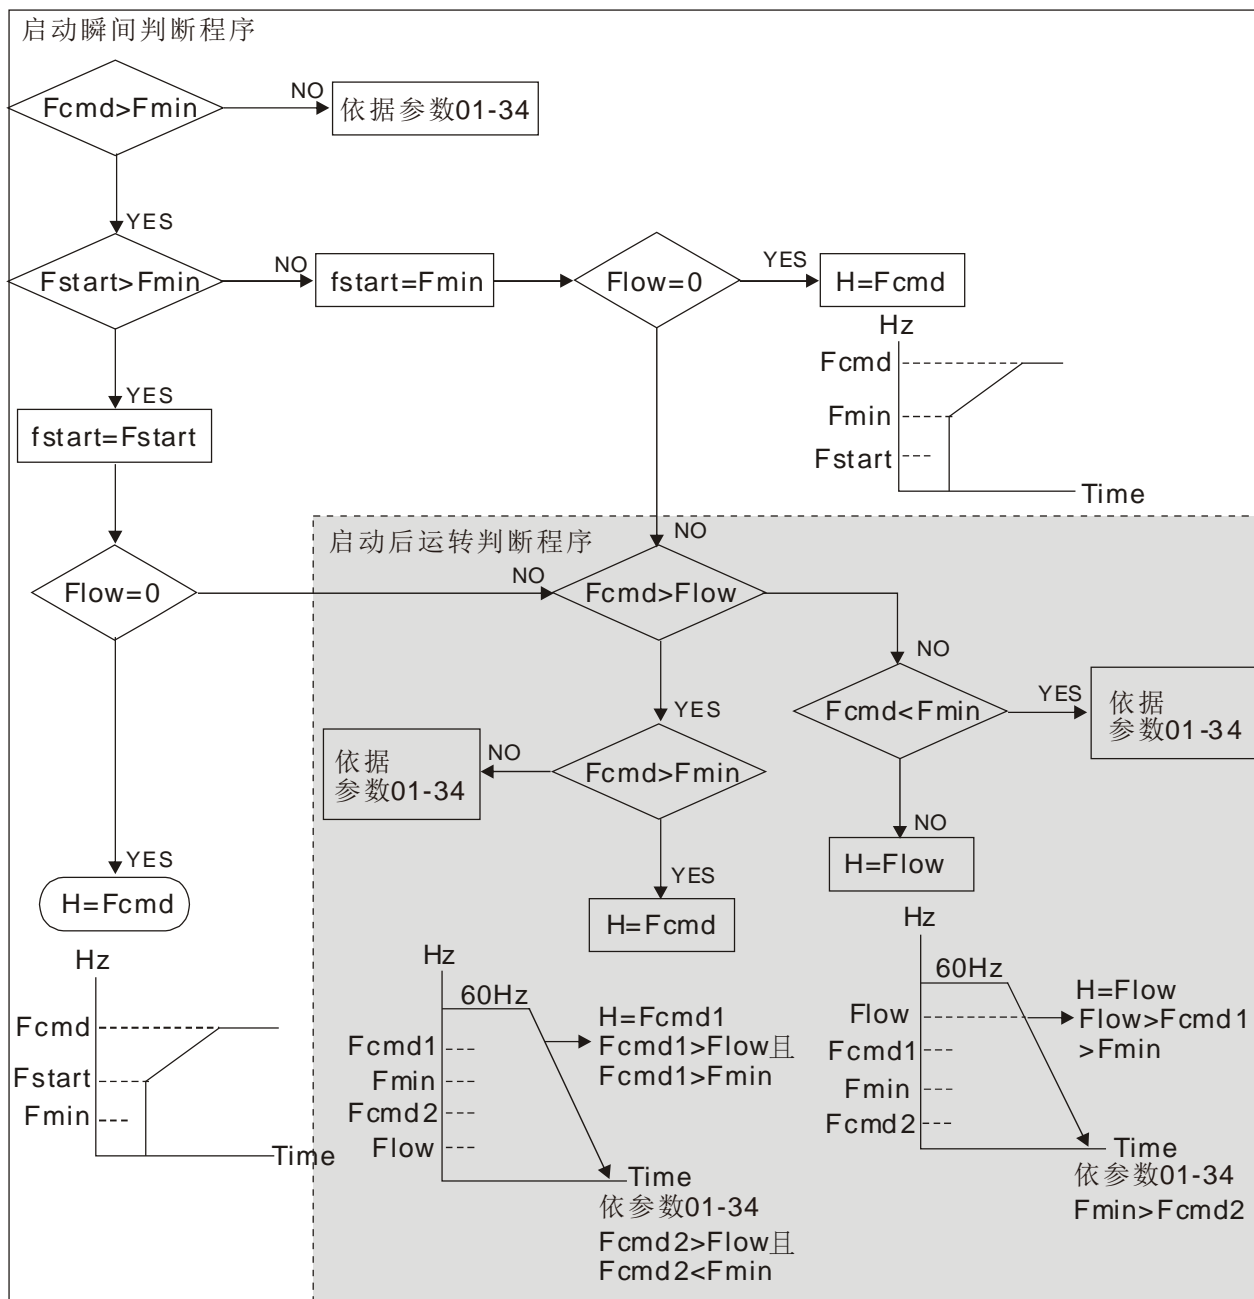 启动瞬间判断程序
Fcmd>Fmin
NO
依据参数01-34
YES
Fstart>Fmin
NO
fstart=Fmin
Flow=0
YES
H=Fcmd
Hz
Fcmd
Fmin
Fstart
Time
YES
fstart=Fstart
NO
启动后运转判断程序
Flow=0
NO
Fcmd>Flow
NO
YES
Fcmd<Fmin
YES
依据
参数01-34
NO
依据
参数01-34
Fcmd>Fmin
NO
H=Flow
YES
H=Fcmd
YES
H=Fcmd
Hz
Fcmd
Fstart
Fmin
Time
Hz
60Hz
Fcmd1
Fmin
Fcmd2
Flow
H=Fcmd1
Fcmd1>Flow且
Fcmd1>Fmin
Time
依参数01-34
Fcmd2>Flow且
Fcmd2<Fmin
Hz
60Hz
Flow
Fcmd1
Fmin
Fcmd2
H=Flow
Flow>Fcmd1
>Fmin
Time
依参数01-34
Fmin>Fcmd2